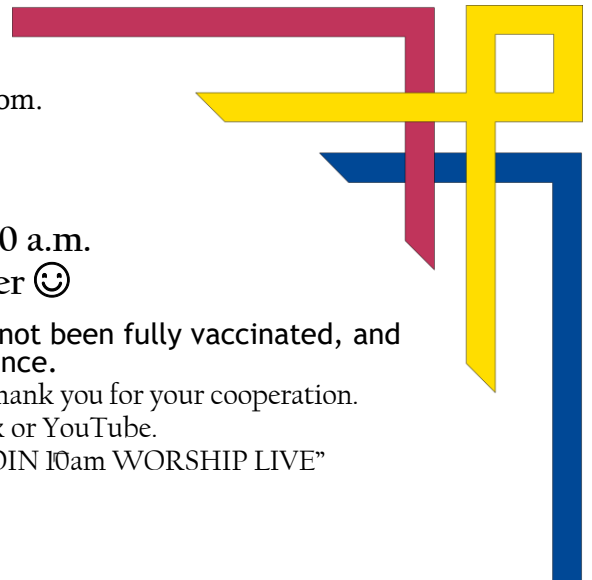 om.
0 a.m.
er ☺
not been fully vaccinated, and
nce.
hank you for your cooperation.
k or YouTube.
OIN 10am WORSHIP LIVE”